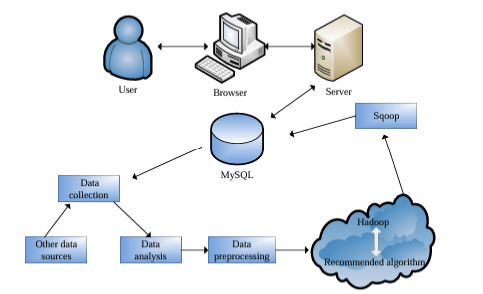 User
Browser
Server
Sqoop
MySQL
Data
collection
Other data
sources
Data
analysis
Data
preprocessing
Hadoop
Recommended algorithm